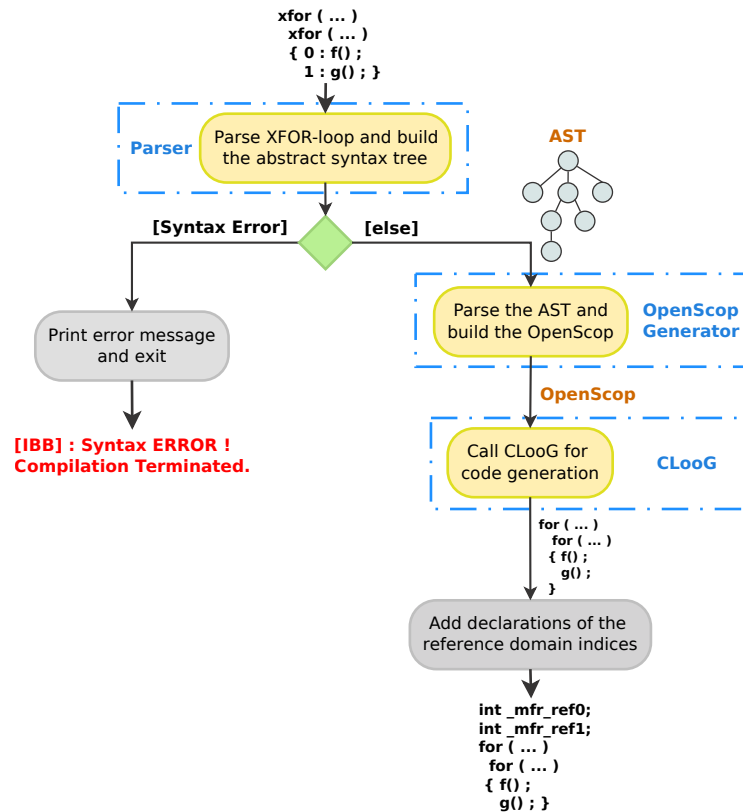 xfor ( ... )
xfor ( ... )
{ 0 : f() ;
1 : g() ; }
Parser
Parse XFOR-loop and build
the abstract syntax tree
AST
[Syntax Error]
[else]
Print error message
and exit
Parse the AST and
build the OpenScop
OpenScop
Generator
OpenScop
[IBB] : Syntax ERROR !
Compilation Terminated.
Call CLooG for
code generation
CLooG
for ( ... )
for ( ... )
{ f() ;
g() ;
}
Add declarations of the
reference domain indices
int _mfr_ref0;
int _mfr_ref1;
for ( ... )
for ( ... )
{ f() ;
g() ; }